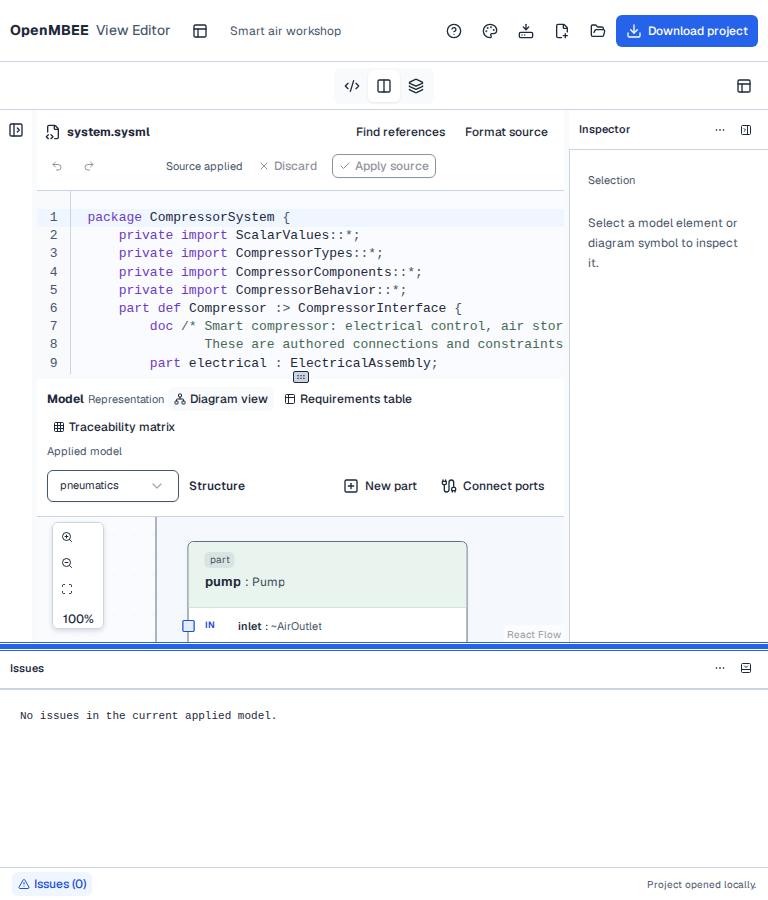 OpenMBEE View Editor Smart air workshop Download project
system.sysml Find references Format source
Source applied Discard Apply source
1 package CompressorSystem {
2 private import ScalarValues::*;
3 private import CompressorTypes::*;
4 private import CompressorComponents::*;
5 private import CompressorBehavior::*;
6 part def Compressor :> CompressorInterface {
7 doc /* Smart compressor: electrical control, air stor
8 These are authored connections and constraints
9 part electrical : ElectricalAssembly;
Inspector
Selection
Select a model element or
diagram symbol to inspect
it.
Model Representation Diagram view Requirements table
Traceability matrix
Applied model
pneumatics Structure New part Connect ports
100%
part
pump : Pump
IN inlet : ~AirOutlet
React Flow
Issues
No issues in the current applied model.
Issues (0) Project opened locally.